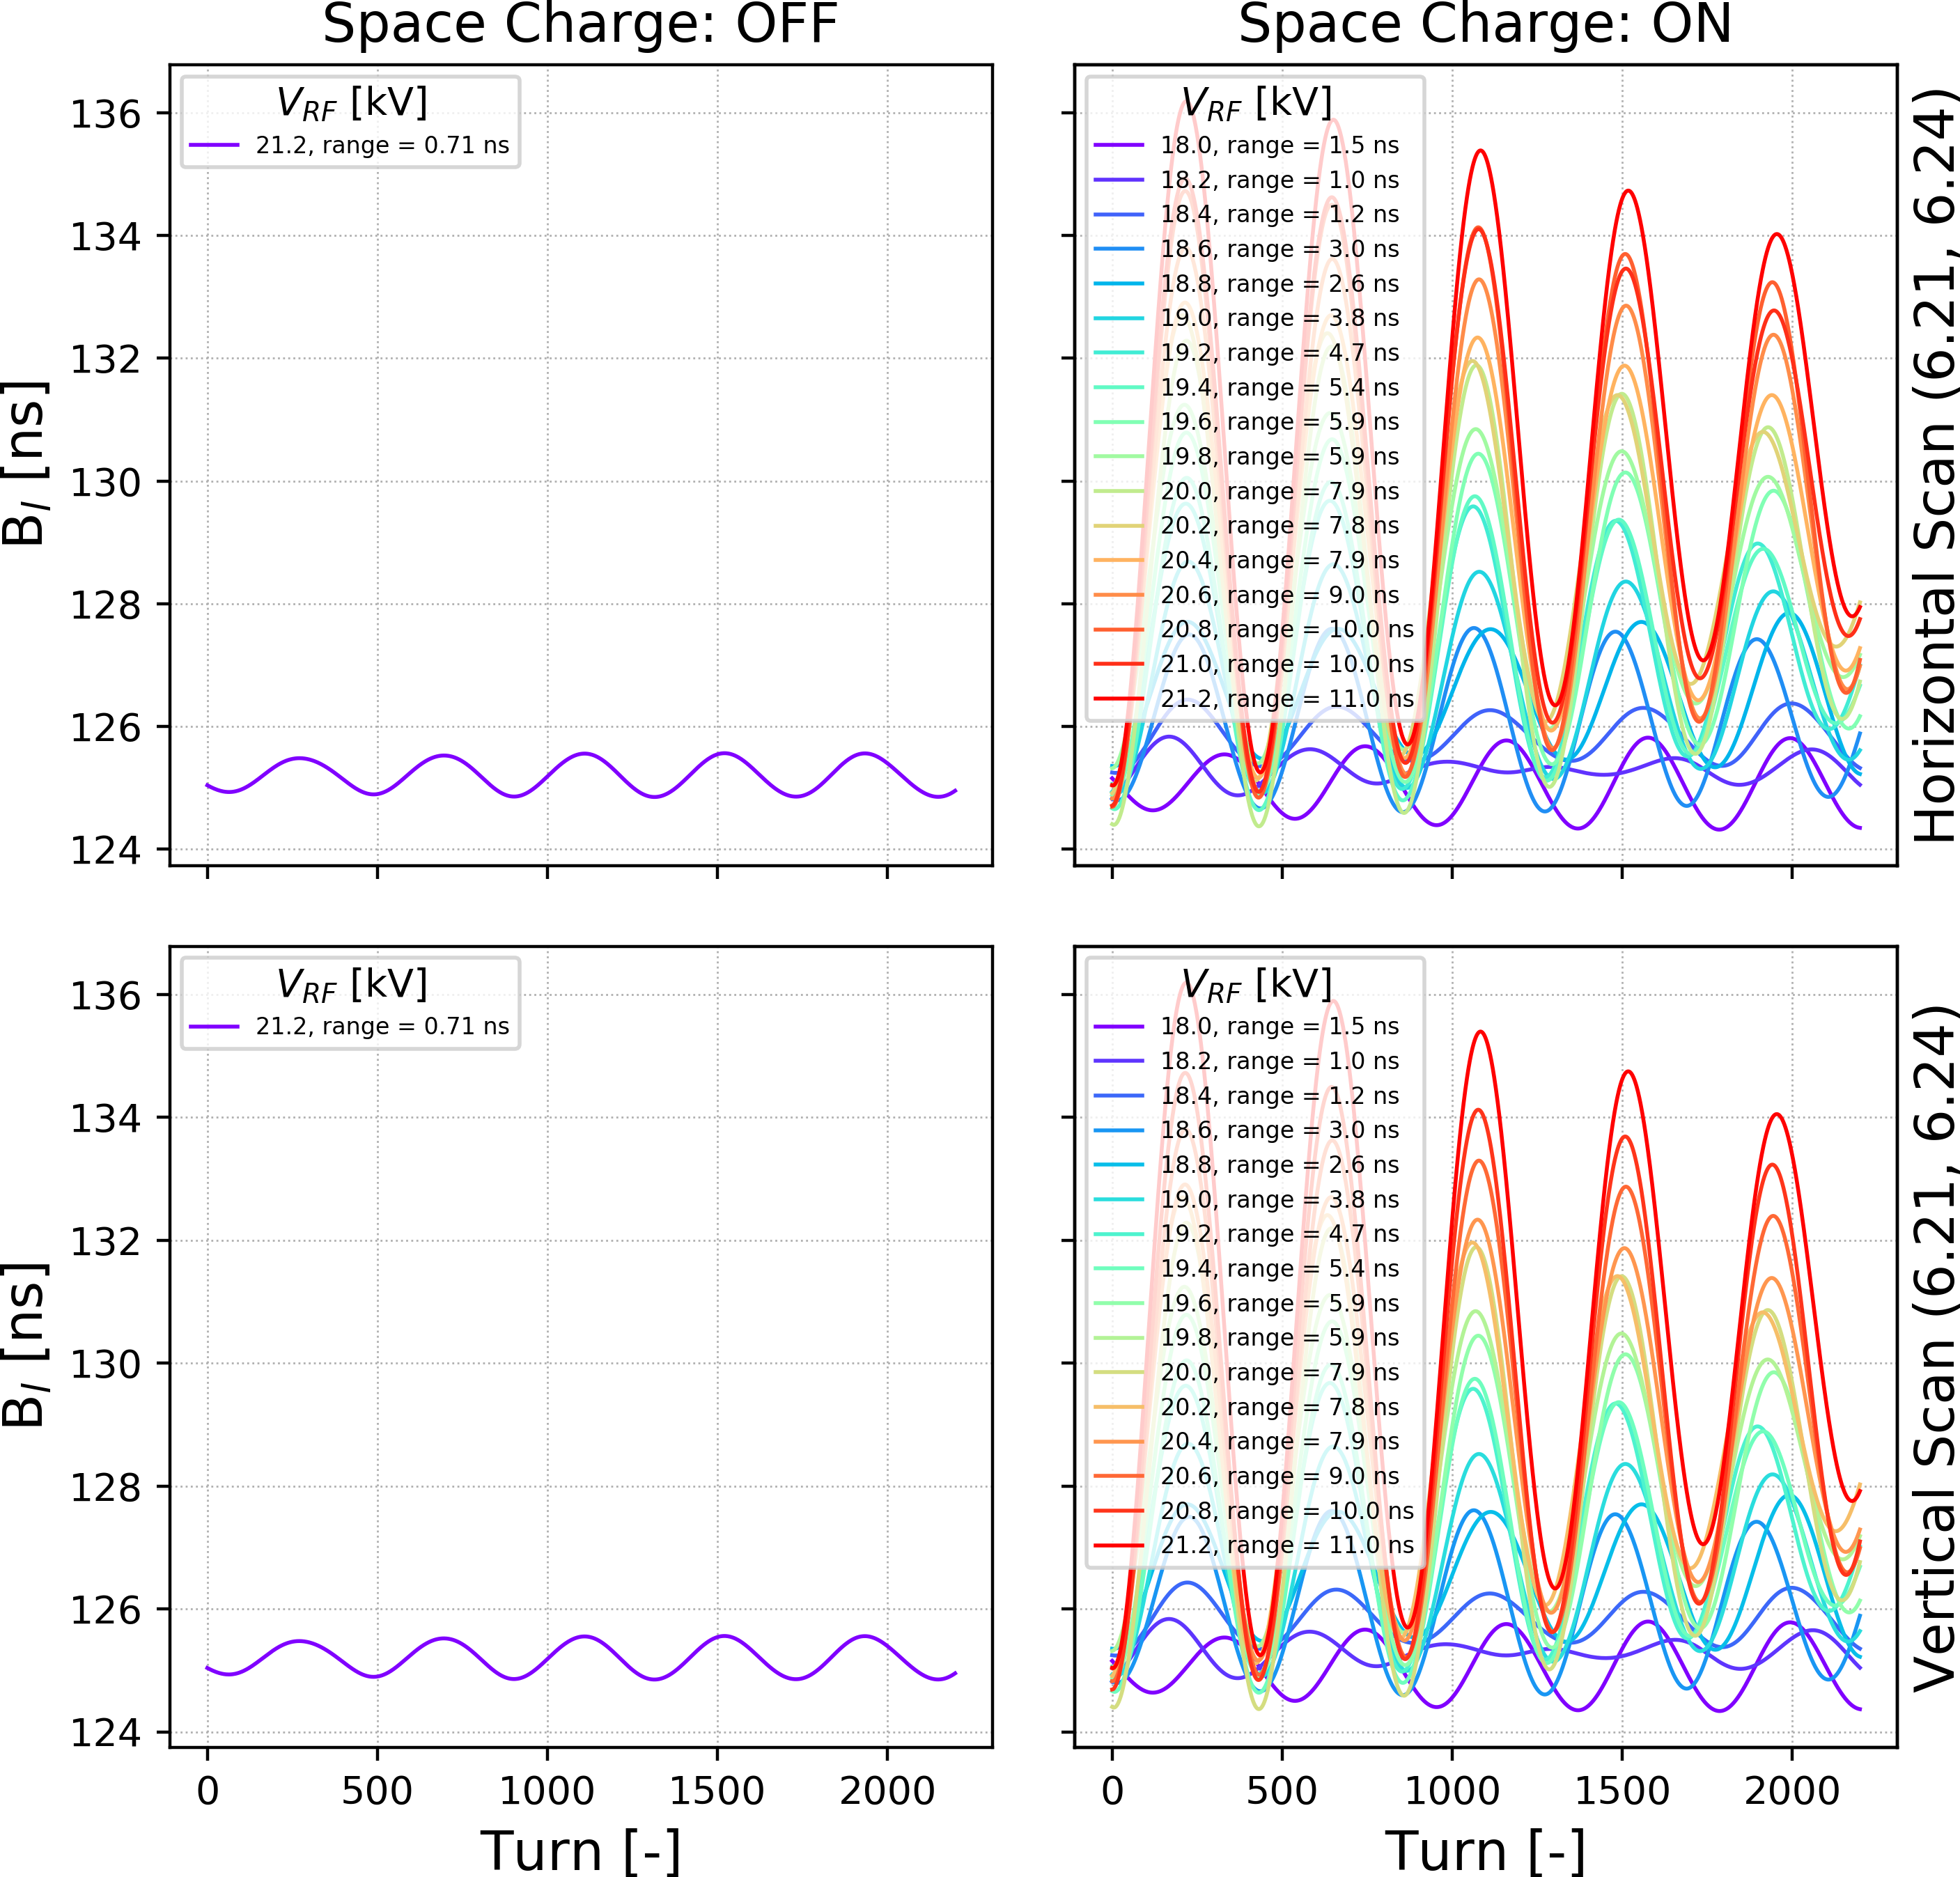 Space Charge: OFF
Space Charge: ON
V_RF [kV]
21.2, range = 0.71 ns
V_RF [kV]
18.0, range = 1.5 ns
18.2, range = 1.0 ns
18.4, range = 1.2 ns
18.6, range = 3.0 ns
18.8, range = 2.6 ns
19.0, range = 3.8 ns
19.2, range = 4.7 ns
19.4, range = 5.4 ns
19.6, range = 5.9 ns
19.8, range = 5.9 ns
20.0, range = 7.9 ns
20.2, range = 7.8 ns
20.4, range = 7.9 ns
20.6, range = 9.0 ns
20.8, range = 10.0 ns
21.0, range = 10.0 ns
21.2, range = 11.0 ns
136
134
132
130
128
126
124
B_l [ns]
Horizontal Scan (6.21, 6.24)
V_RF [kV]
21.2, range = 0.71 ns
V_RF [kV]
18.0, range = 1.5 ns
18.2, range = 1.0 ns
18.4, range = 1.2 ns
18.6, range = 3.0 ns
18.8, range = 2.6 ns
19.0, range = 3.8 ns
19.2, range = 4.7 ns
19.4, range = 5.4 ns
19.6, range = 5.9 ns
19.8, range = 5.9 ns
20.0, range = 7.9 ns
20.2, range = 7.8 ns
20.4, range = 7.9 ns
20.6, range = 9.0 ns
20.8, range = 10.0 ns
21.2, range = 11.0 ns
136
134
132
130
128
126
124
B_l [ns]
Vertical Scan (6.21, 6.24)
0 500 1000 1500 2000
0 500 1000 1500 2000
Turn [-]
Turn [-]